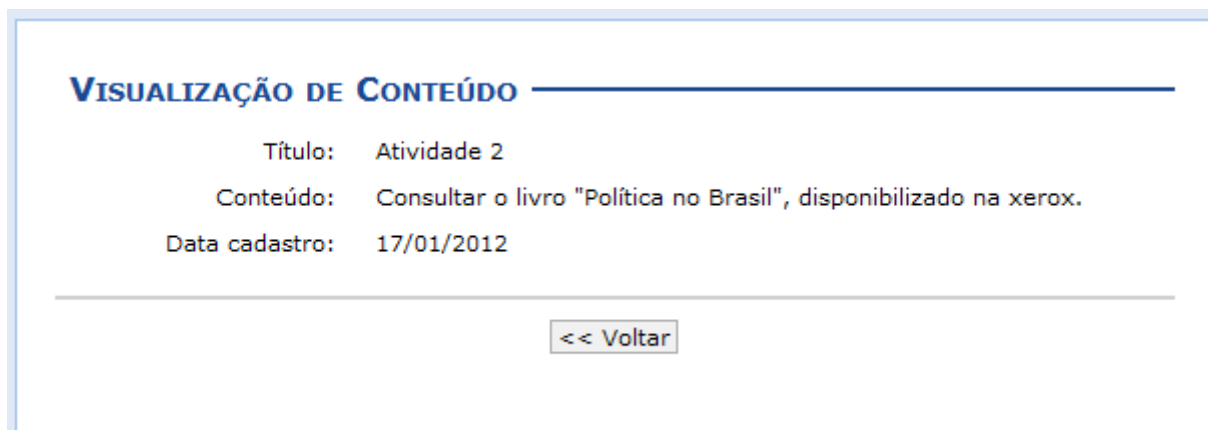 Visualização de Conteúdo
Título: Atividade 2
Conteúdo: Consultar o livro "Política no Brasil", disponibilizado na xerox.
Data cadastro: 17/01/2012
<< Voltar